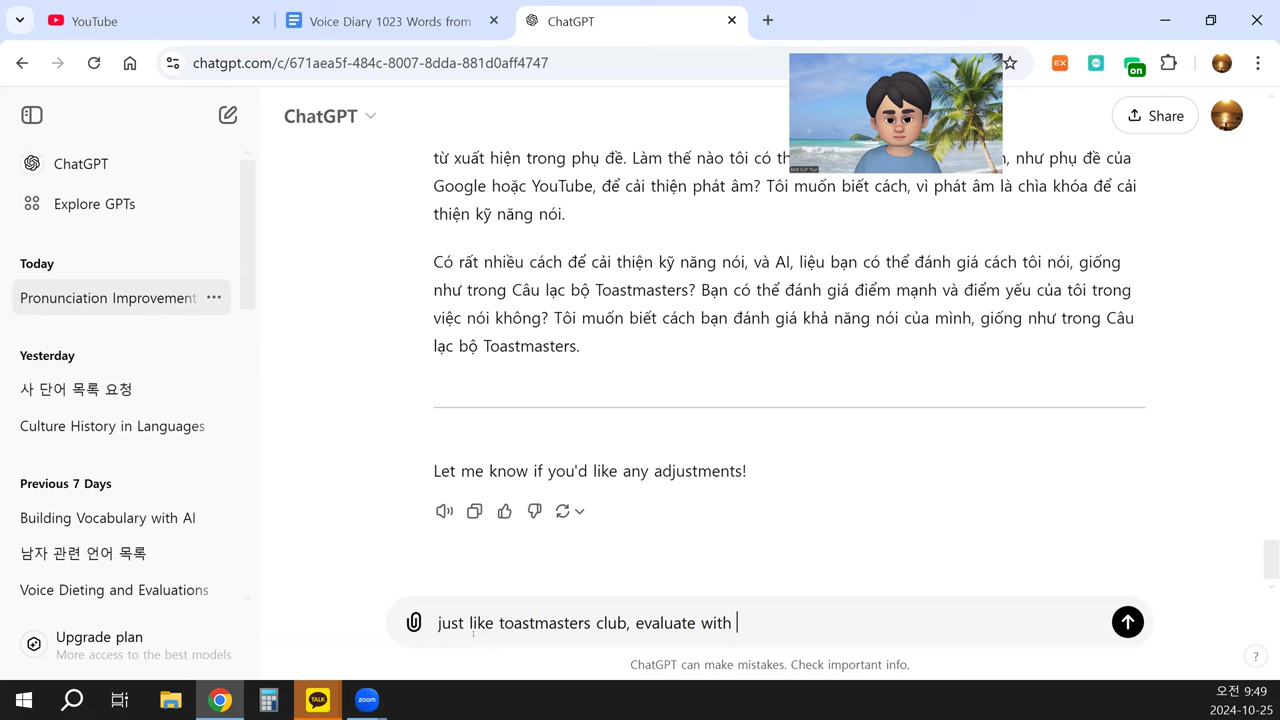 YouTube
Voice Diary 1023 Words from
ChatGPT
chatgpt.com/c/671aea5f-484c-8007-8dda-881d0aff4747
EX
on
ChatGPT
Share
ChatGPT
Explore GPTs
Today
Pronunciation Improvement
Yesterday
사 단어 목록 요청
Culture History in Languages
Previous 7 Days
Building Vocabulary with AI
남자 관련 언어 목록
Voice Dieting and Evaluations
Upgrade plan
More access to the best models
từ xuất hiện trong phụ đề. Làm thế nào tôi có th
, như phụ đề của
Google hoặc YouTube, để cải thiện phát âm? Tôi muốn biết cách, vì phát âm là chìa khóa để cải
thiện kỹ năng nói.
Có rất nhiều cách để cải thiện kỹ năng nói, và AI, liệu bạn có thể đánh giá cách tôi nói, giống
như trong Câu lạc bộ Toastmasters? Bạn có thể đánh giá điểm mạnh và điểm yếu của tôi trong
việc nói không? Tôi muốn biết cách bạn đánh giá khả năng nói của mình, giống như trong Câu
lạc bộ Toastmasters.
Let me know if you'd like any adjustments!
just like toastmasters club, evaluate with
ChatGPT can make mistakes. Check important info.
?
TALK
zoom
오전 9:49
2024-10-25